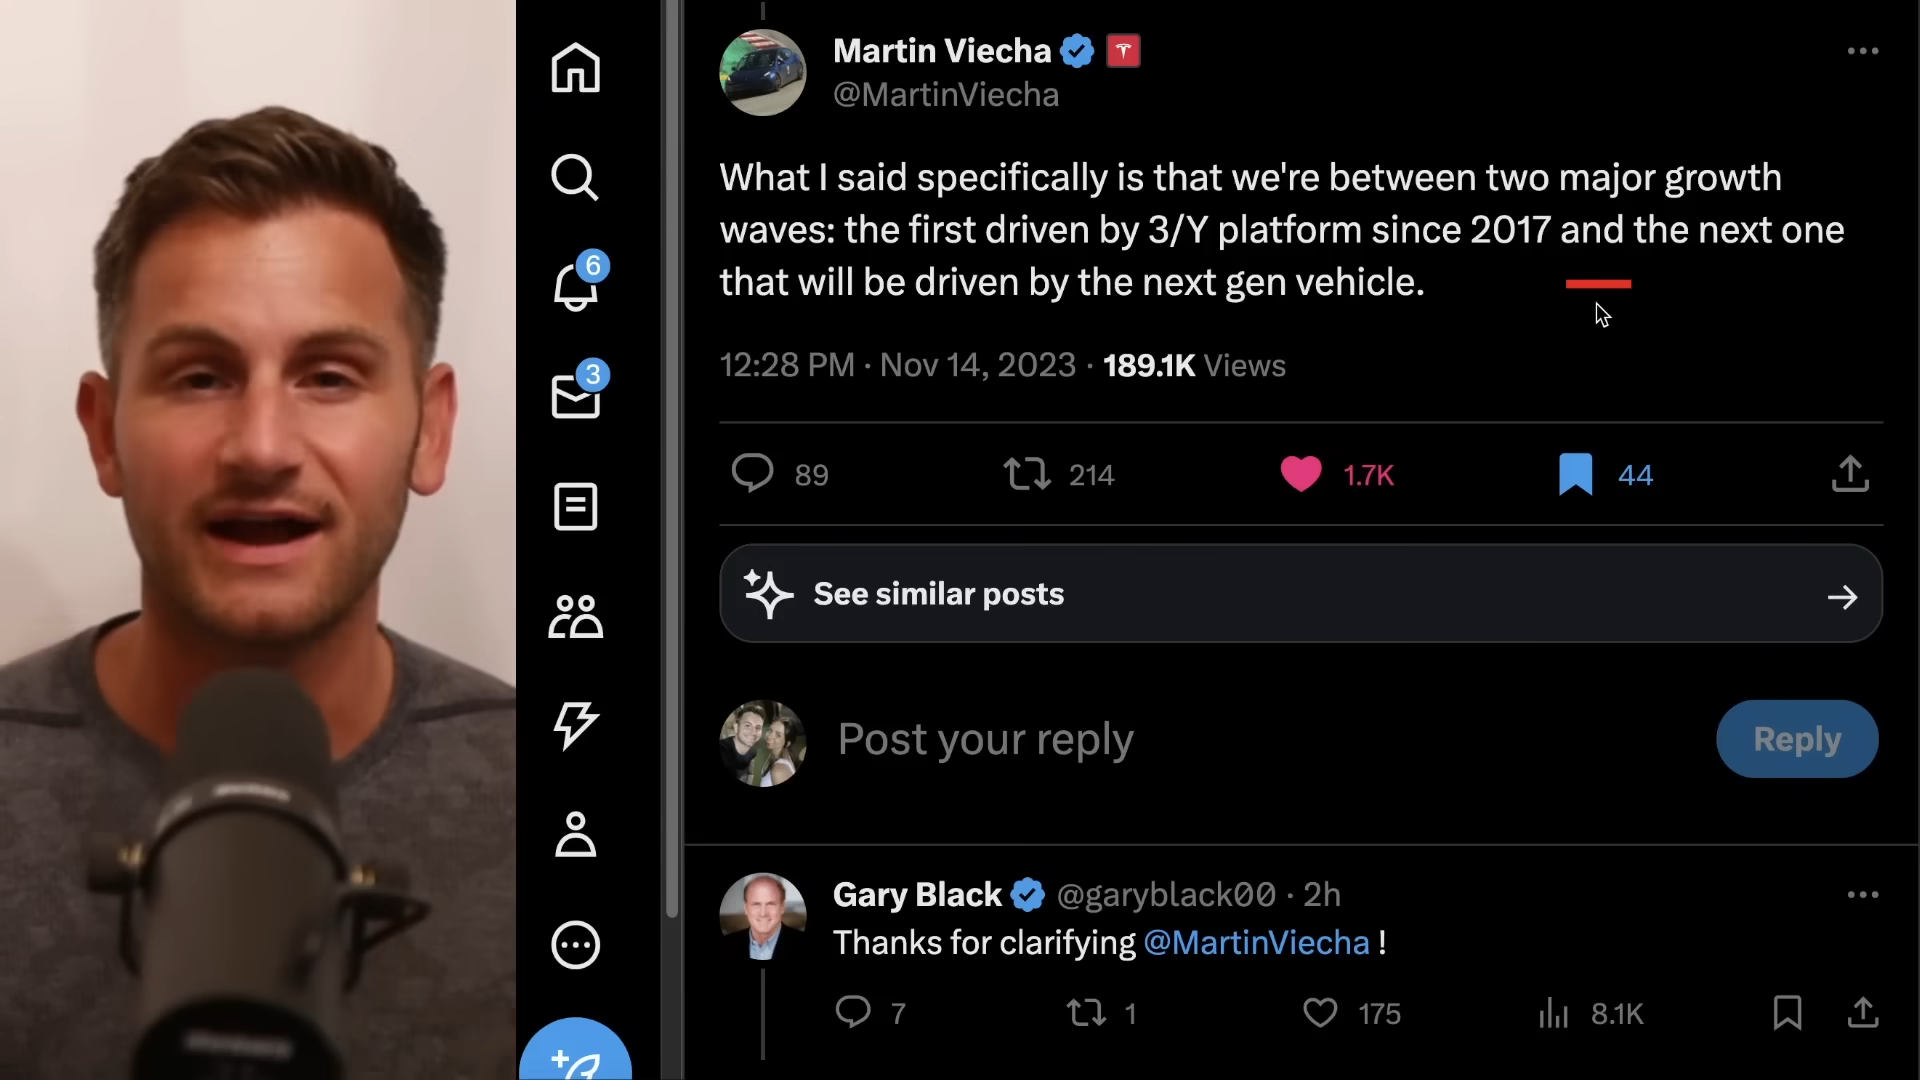 Martin Viecha
@MartinViecha
What I said specifically is that we're between two major growth
waves: the first driven by 3/Y platform since 2017 and the next one
that will be driven by the next gen vehicle.
12:28 PM · Nov 14, 2023 · 189.1K Views
89 214 1.7K 44
See similar posts
Post your reply
Reply
Gary Black @garyblack00 · 2h
Thanks for clarifying @MartinViecha !
7 1 175 8.1K
6
3